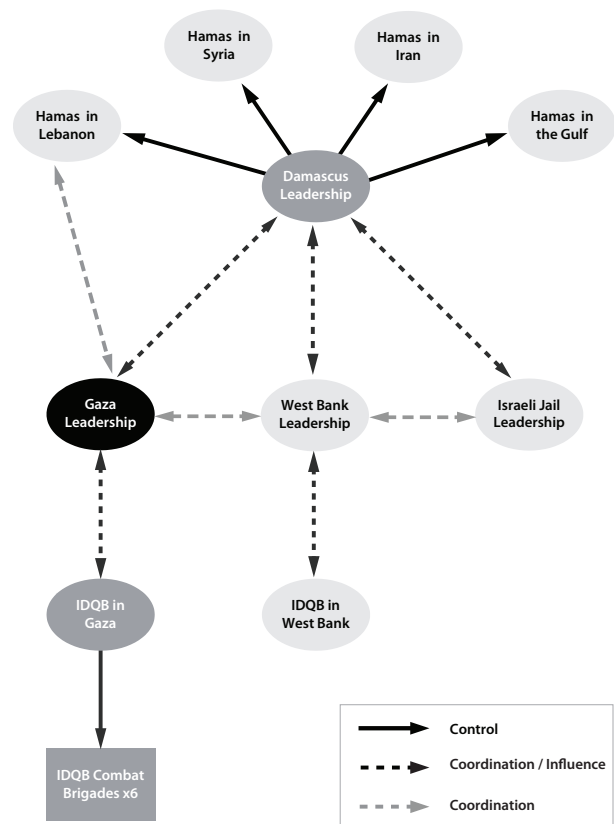 Hamas in
Syria
Hamas in
Iran
Hamas in
Lebanon
Hamas in
the Gulf
Damascus
Leadership
Gaza
Leadership
West Bank
Leadership
Israeli Jail
Leadership
IDQB in
Gaza
IDQB in
West Bank
IDQB Combat
Brigades x6
Control
Coordination / Influence
Coordination